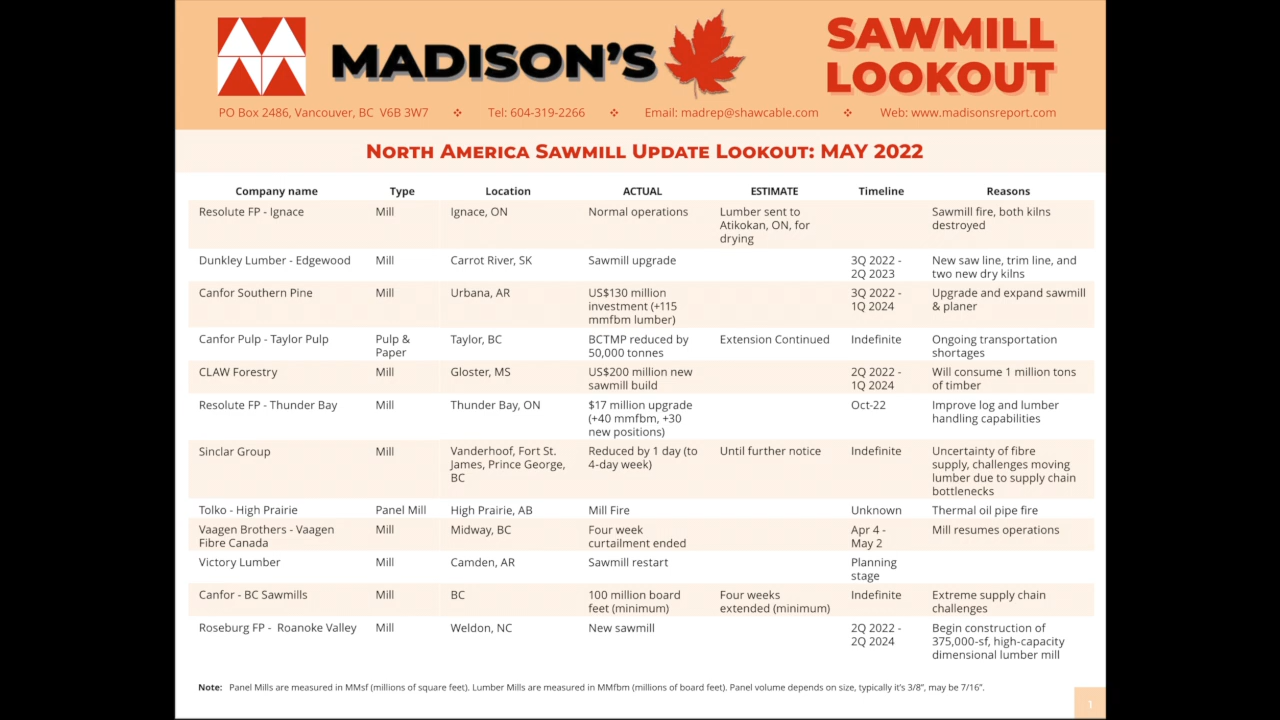 MADISON'S
SAWMILL
LOOKOUT
PO Box 2486, Vancouver, BC V6B 3W7 ❖ Tel: 604-319-2266 ❖ Email: madrep@shawcable.com ❖ Web: www.madisonsreport.com
North America Sawmill Update Lookout: MAY 2022
Company name Type Location ACTUAL ESTIMATE Timeline Reasons
Resolute FP - Ignace Mill Ignace, ON Normal operations Lumber sent to Sawmill fire, both kilns
Atikokan, ON, for destroyed
drying
Dunkley Lumber - Edgewood Mill Carrot River, SK Sawmill upgrade 3Q 2022 - New saw line, trim line, and
2Q 2023 two new dry kilns
Canfor Southern Pine Mill Urbana, AR US$130 million 3Q 2022 - Upgrade and expand sawmill
investment (+115 1Q 2024 & planer
mmfbm lumber)
Canfor Pulp - Taylor Pulp Pulp & Taylor, BC BCTMP reduced by Extension Continued Indefinite Ongoing transportation
Paper 50,000 tonnes shortages
CLAW Forestry Mill Gloster, MS US$200 million new 2Q 2022 - Will consume 1 million tons
sawmill build 1Q 2024 of timber
Resolute FP - Thunder Bay Mill Thunder Bay, ON $17 million upgrade Oct-22 Improve log and lumber
(+40 mmfbm, +30 handling capabilities
new positions)
Sinclar Group Mill Vanderhoof, Fort St. Reduced by 1 day (to Until further notice Indefinite Uncertainty of fibre
James, Prince George, 4-day week) supply, challenges moving
BC lumber due to supply chain
bottlenecks
Tolko - High Prairie Panel Mill High Prairie, AB Mill Fire Unknown Thermal oil pipe fire
Vaagen Brothers - Vaagen Mill Midway, BC Four week Apr 4 - Mill resumes operations
Fibre Canada curtailment ended May 2
Victory Lumber Mill Camden, AR Sawmill restart Planning
stage
Canfor - BC Sawmills Mill BC 100 million board Four weeks Indefinite Extreme supply chain
feet (minimum) extended (minimum) challenges
Roseburg FP - Roanoke Valley Mill Weldon, NC New sawmill 2Q 2022 - Begin construction of
2Q 2024 375,000-sf, high-capacity
dimensional lumber mill
Note: Panel Mills are measured in MMsf (millions of square feet). Lumber Mills are measured in MMfbm (millions of board feet). Panel volume depends on size, typically it's 3/8", may be 7/16".
1